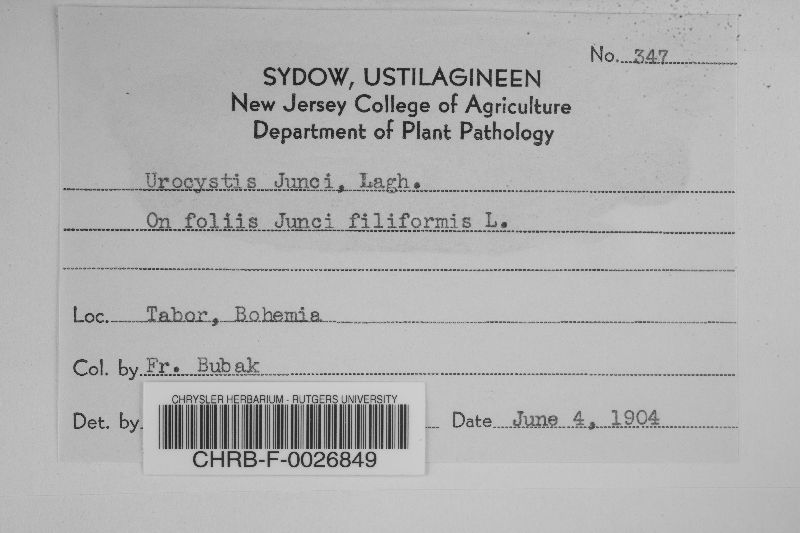 No. 347
SYDOW, USTILAGINEEN
New Jersey College of Agriculture
Department of Plant Pathology
Urocystis Junci, Lagh.
On foliis Junci filiformis L.
Loc. Tabor, Bohemia
Col. by Fr. Bubak
Det. by
Date June 4, 1904
CHRYSLER HERBARIUM - RUTGERS UNIVERSITY
CHRB-F-0026849